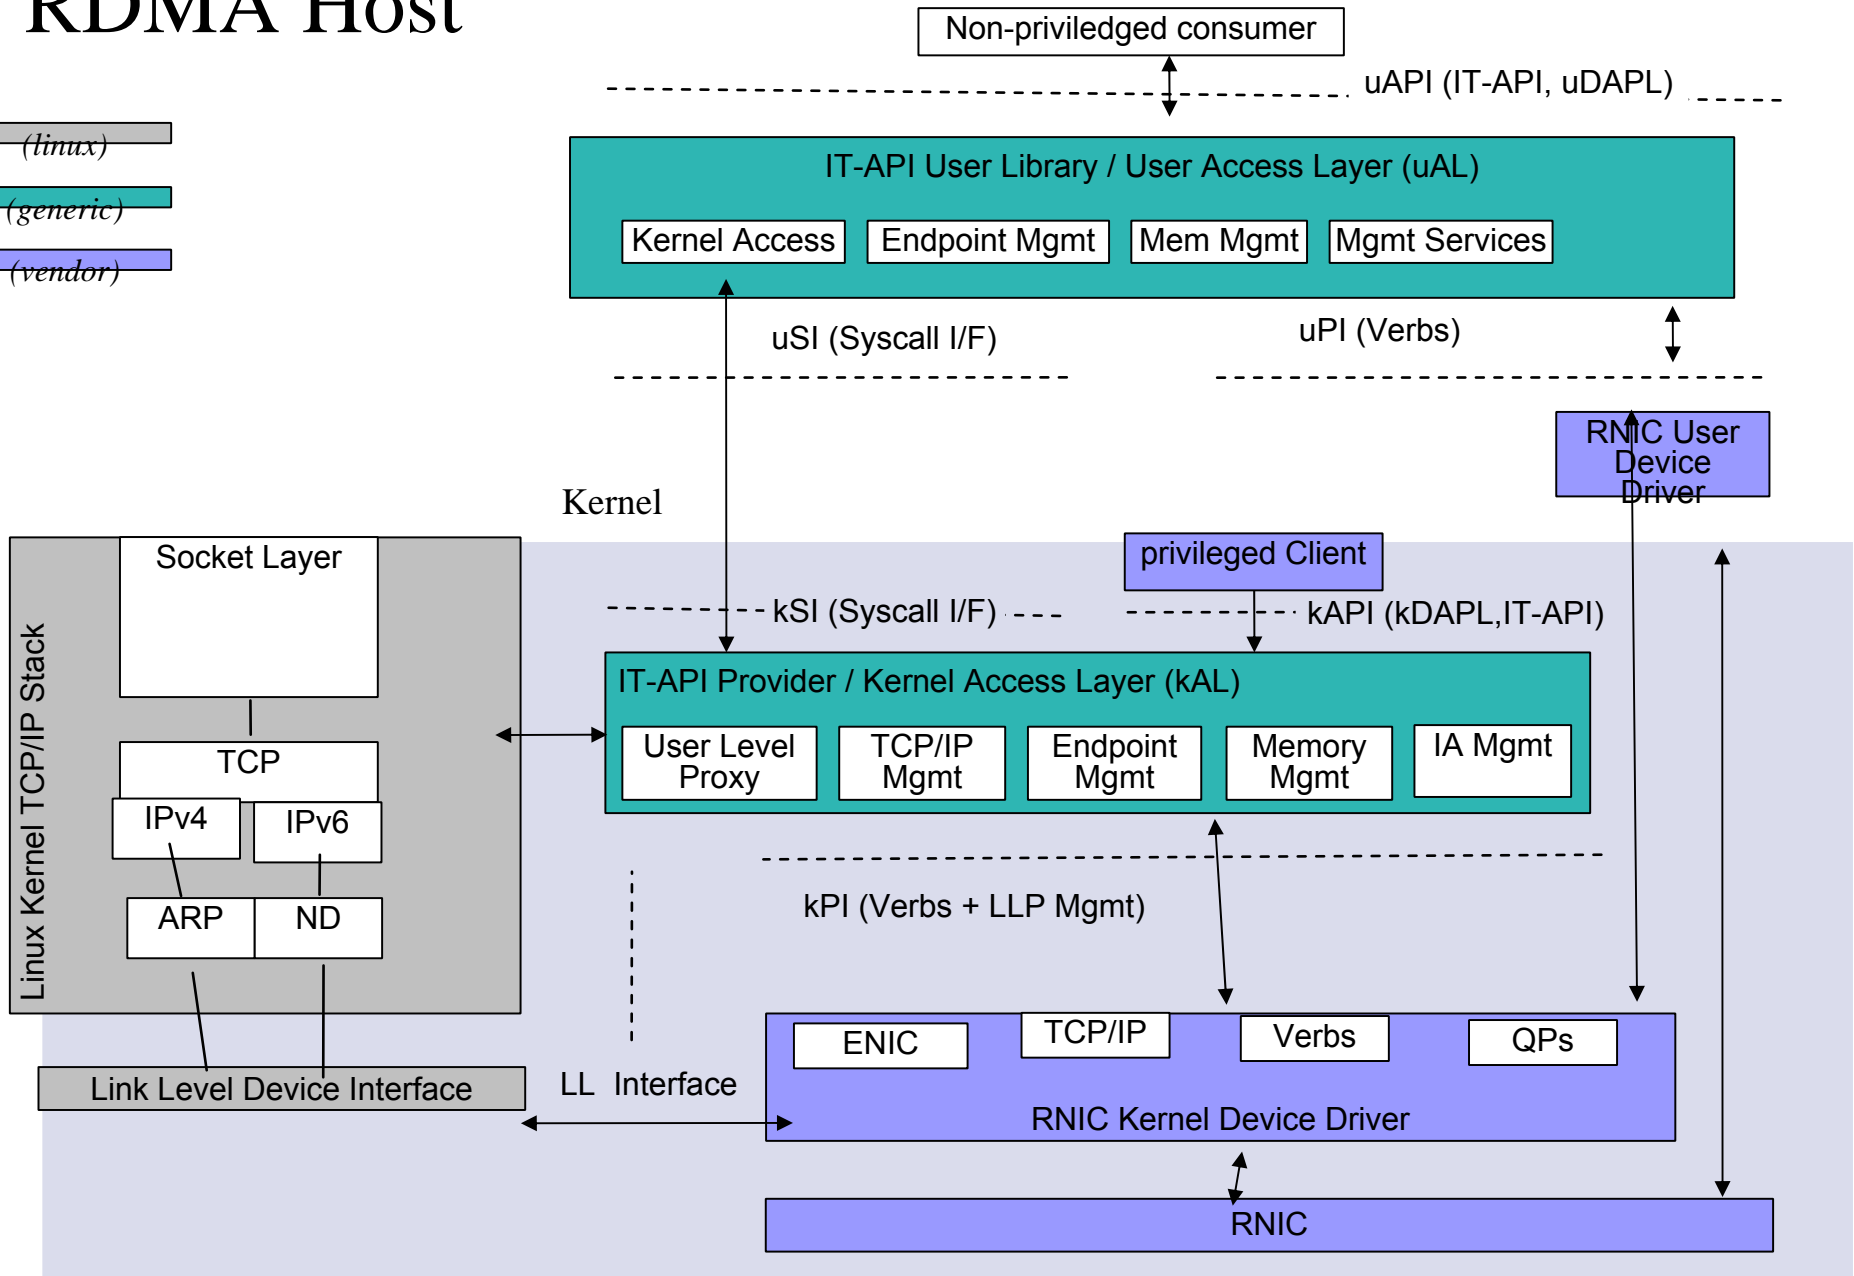 RDMA Host
Non-priviledged consumer
uAPI (IT-API, uDAPL)
(linux)
(generic)
(vendor)
IT-API User Library / User Access Layer (uAL)
Kernel Access
Endpoint Mgmt
Mem Mgmt
Mgmt Services
uSI (Syscall I/F)
uPI (Verbs)
RNIC User
Device
Driver
Kernel
Linux Kernel TCP/IP Stack
Socket Layer
TCP
IPv4
IPv6
ARP
ND
Link Level Device Interface
privileged Client
kSI (Syscall I/F)
kAPI (kDAPL,IT-API)
IT-API Provider / Kernel Access Layer (kAL)
User Level
Proxy
TCP/IP
Mgmt
Endpoint
Mgmt
Memory
Mgmt
IA Mgmt
kPI (Verbs + LLP Mgmt)
LL Interface
ENIC
TCP/IP
Verbs
QPs
RNIC Kernel Device Driver
RNIC